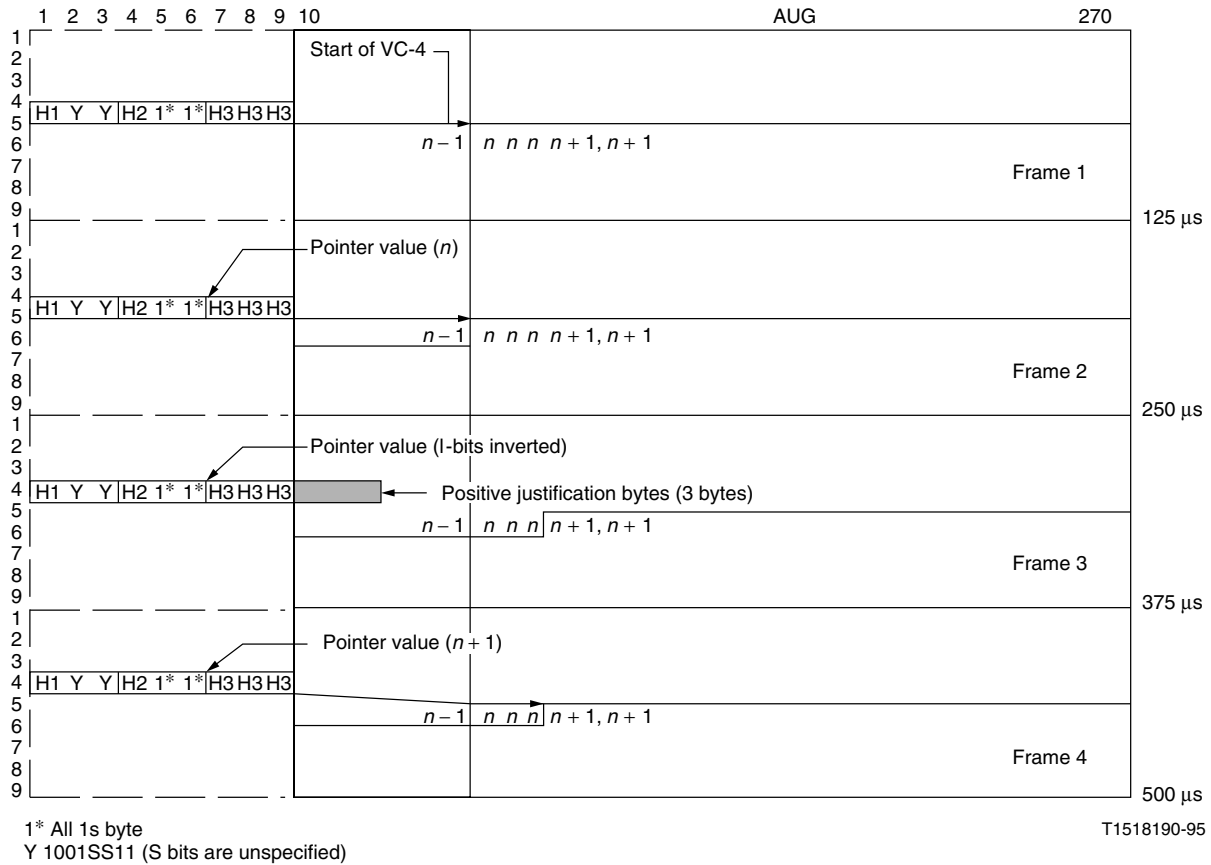 1 2 3 4 5 6 7 8 9 10 AUG 270
1
2
3
4
5
6
7
8
9
Start of VC-4
H1 Y Y H2 1* 1* H3 H3 H3
n – 1 n n n n + 1, n + 1
Frame 1
125 µs
1
2
3
4
5
6
7
8
9
Pointer value (n)
H1 Y Y H2 1* 1* H3 H3 H3
n – 1 n n n n + 1, n + 1
Frame 2
250 µs
1
2
3
4
5
6
7
8
9
Pointer value (I-bits inverted)
H1 Y Y H2 1* 1* H3 H3 H3
Positive justification bytes (3 bytes)
n – 1 n n n n + 1, n + 1
Frame 3
375 µs
1
2
3
4
5
6
7
8
9
Pointer value (n + 1)
H1 Y Y H2 1* 1* H3 H3 H3
n – 1 n n n n + 1, n + 1
Frame 4
500 µs
1* All 1s byte
T1518190-95
Y 1001SS11 (S bits are unspecified)